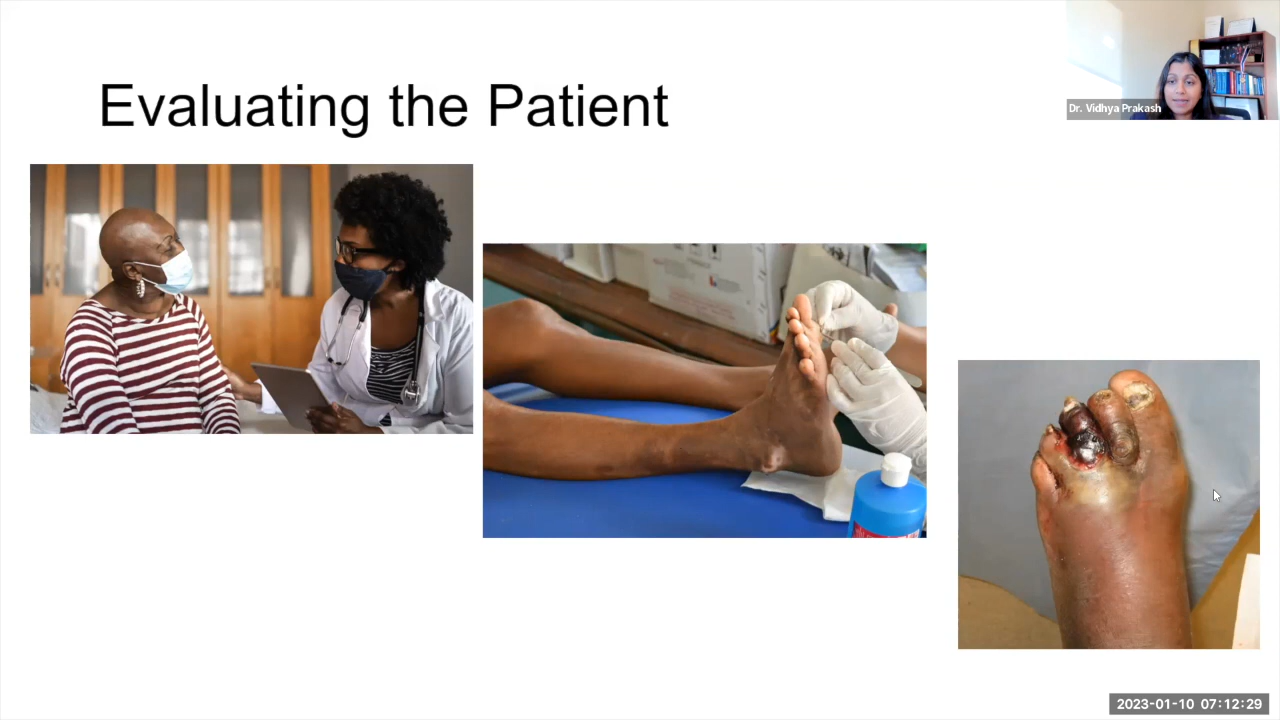 Evaluating the Patient
Dr. Vidhya Prakash
2023-01-10 07:12:29